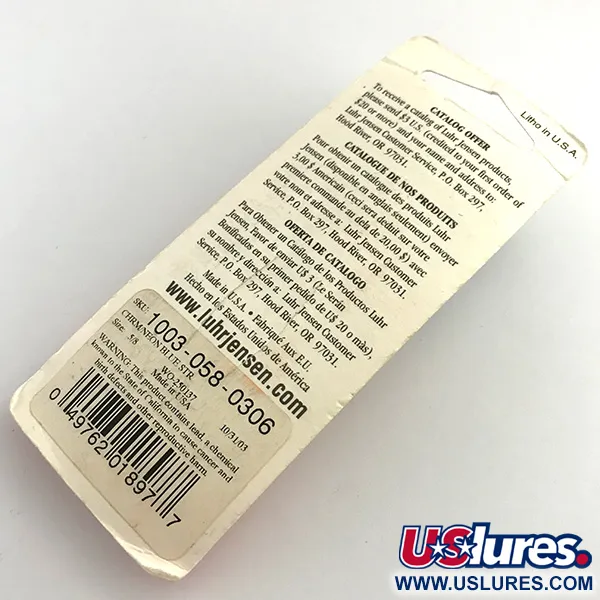 Litho in U.S.A.
CATALOG OFFER
To receive a catalog of Luhr Jensen products,
please send $3 U.S. (credited to your first order of
$20 or more) and your name and address to:
Luhr Jensen Customer Service, P.O. Box 297,
Hood River, OR 97031.
CATALOGUE DE NOS PRODUITS
Pour obtenir un catalogue des produits Luhr
Jensen (disponible en anglais seulement) envoyer
3,00 $ Americain (ceci sera deduit sur votre
premiere commande au dela de 20.00 $) avec
votre nom et adresse a: Luhr Jensen Customer
Service, P.O. Box 297, Hood River, OR 97031.
OFERTA DE CATALOGO
Para Obtener un Catálogo de los Productos Luhr
Jensen, Favor de enviar U$ 3 (Le Serán
Bonificados en su primer pedido de U$ 20 o màs),
su nombre y dirección a: Luhr Jensen Customer
Service, P.O. Box 297, Hood River, OR 97031.
Made in U.S.A. • Fabriqué Aux E.U.
Hecho en los Estados Unidos de América
www.luhrjensen.com
SKU:
1003-058-0306
CHRM/NEON BLUE STR
Size: 5/8
WO-250137
Made in USA
10/31/03
WARNING: This product contains lead, a chemical
known to the State of California to cause cancer and
birth defects and other reproductive harm.
0 49762 01897 7
USlures.
WWW.USLURES.COM